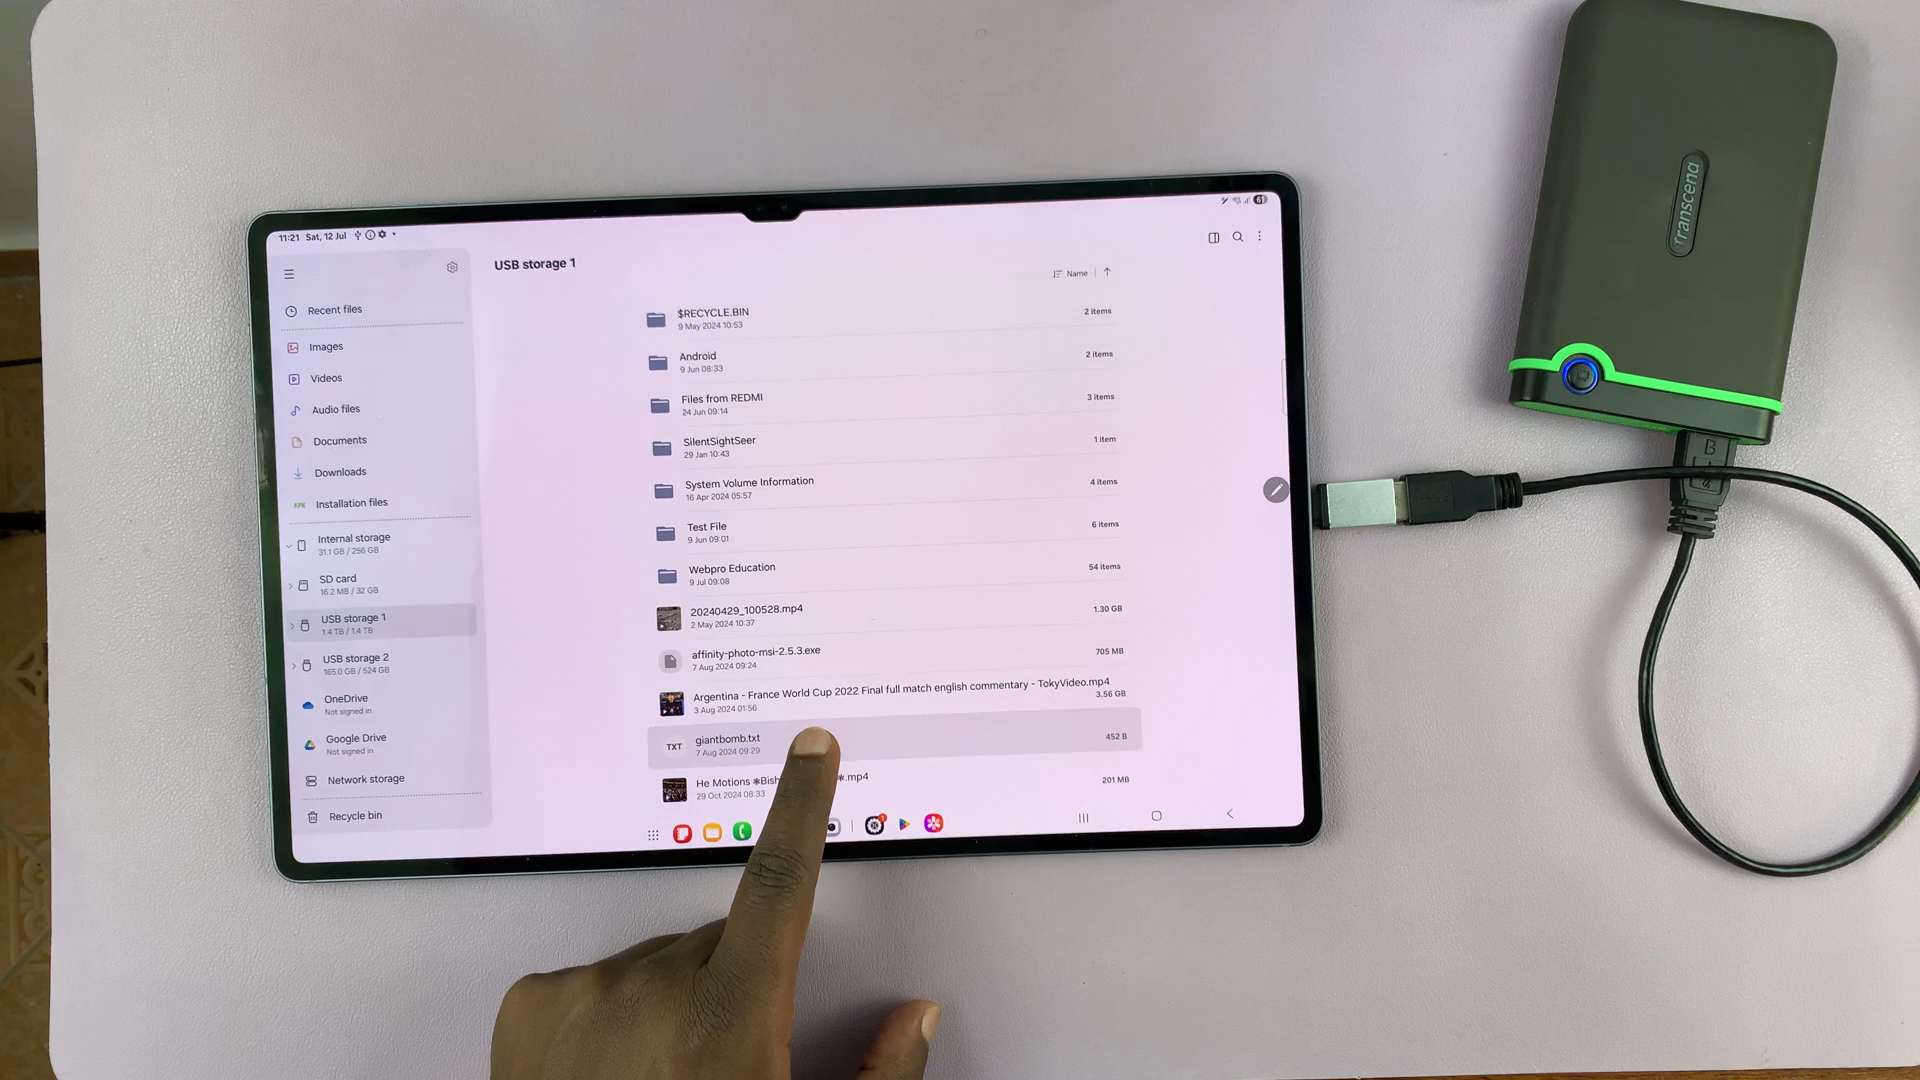 11:21 Sat, 12 Jul
61
Recent files
Images
Videos
Audio files
Documents
Downloads
APK Installation files
Internal storage
31.1 GB / 256 GB
SD card
16.2 MB / 32 GB
USB storage 1
1.4 TB / 1.4 TB
USB storage 2
165.0 GB / 524 GB
OneDrive
Not signed in
Google Drive
Not signed in
Network storage
Recycle bin
USB storage 1
Name
$RECYCLE.BIN
9 May 2024 10:53
2 items
Android
9 Jun 08:33
2 items
Files from REDMI
24 Jun 09:14
3 items
SilentSightSeer
29 Jan 10:43
1 item
System Volume Information
16 Apr 2024 05:57
4 items
Test File
9 Jun 09:01
6 items
Webpro Education
9 Jul 09:08
54 items
20240429_100528.mp4
2 May 2024 10:37
1.30 GB
affinity-photo-msi-2.5.3.exe
7 Aug 2024 09:24
705 MB
Argentina - France World Cup 2022 Final full match english commentary - TokyVideo.mp4
3 Aug 2024 01:56
3.56 GB
TXT
giantbomb.txt
7 Aug 2024 09:29
452 B
He Motions ✱Bish ✱.mp4
29 Oct 2024 08:33
201 MB
Transcend